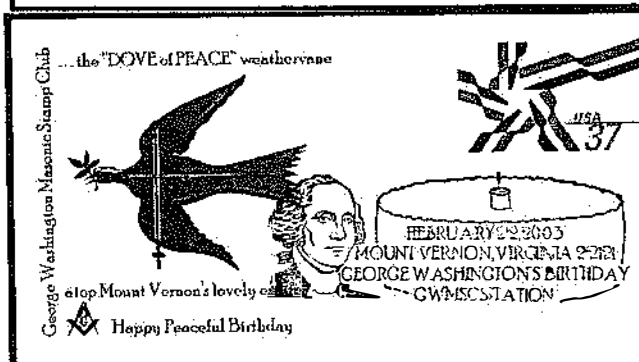 George Washington Masonic Stamp Club
...the "DOVE of PEACE" weathervane
USA
37
FEBRUARY 22, 2003
MOUNT VERNON, VIRGINIA 22121
GEORGE WASHINGTON'S BIRTHDAY
GWMSC STATION
atop Mount Vernon's lovely
G
Happy Peaceful Birthday